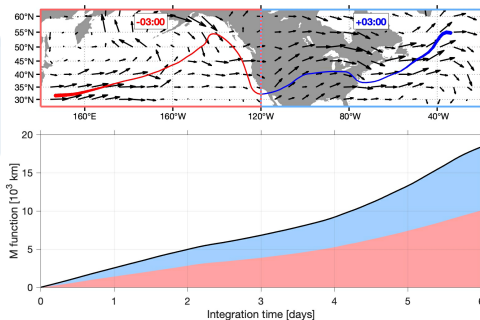 60°N
-03:00
+03:00
55°N
50°N
45°N
40°N
35°N
30°N
160°E
160°W
120°W
80°W
40°W
20
15
10
5
0
M function [10³ km]
0
1
2
3
4
5
6
Integration time [days]